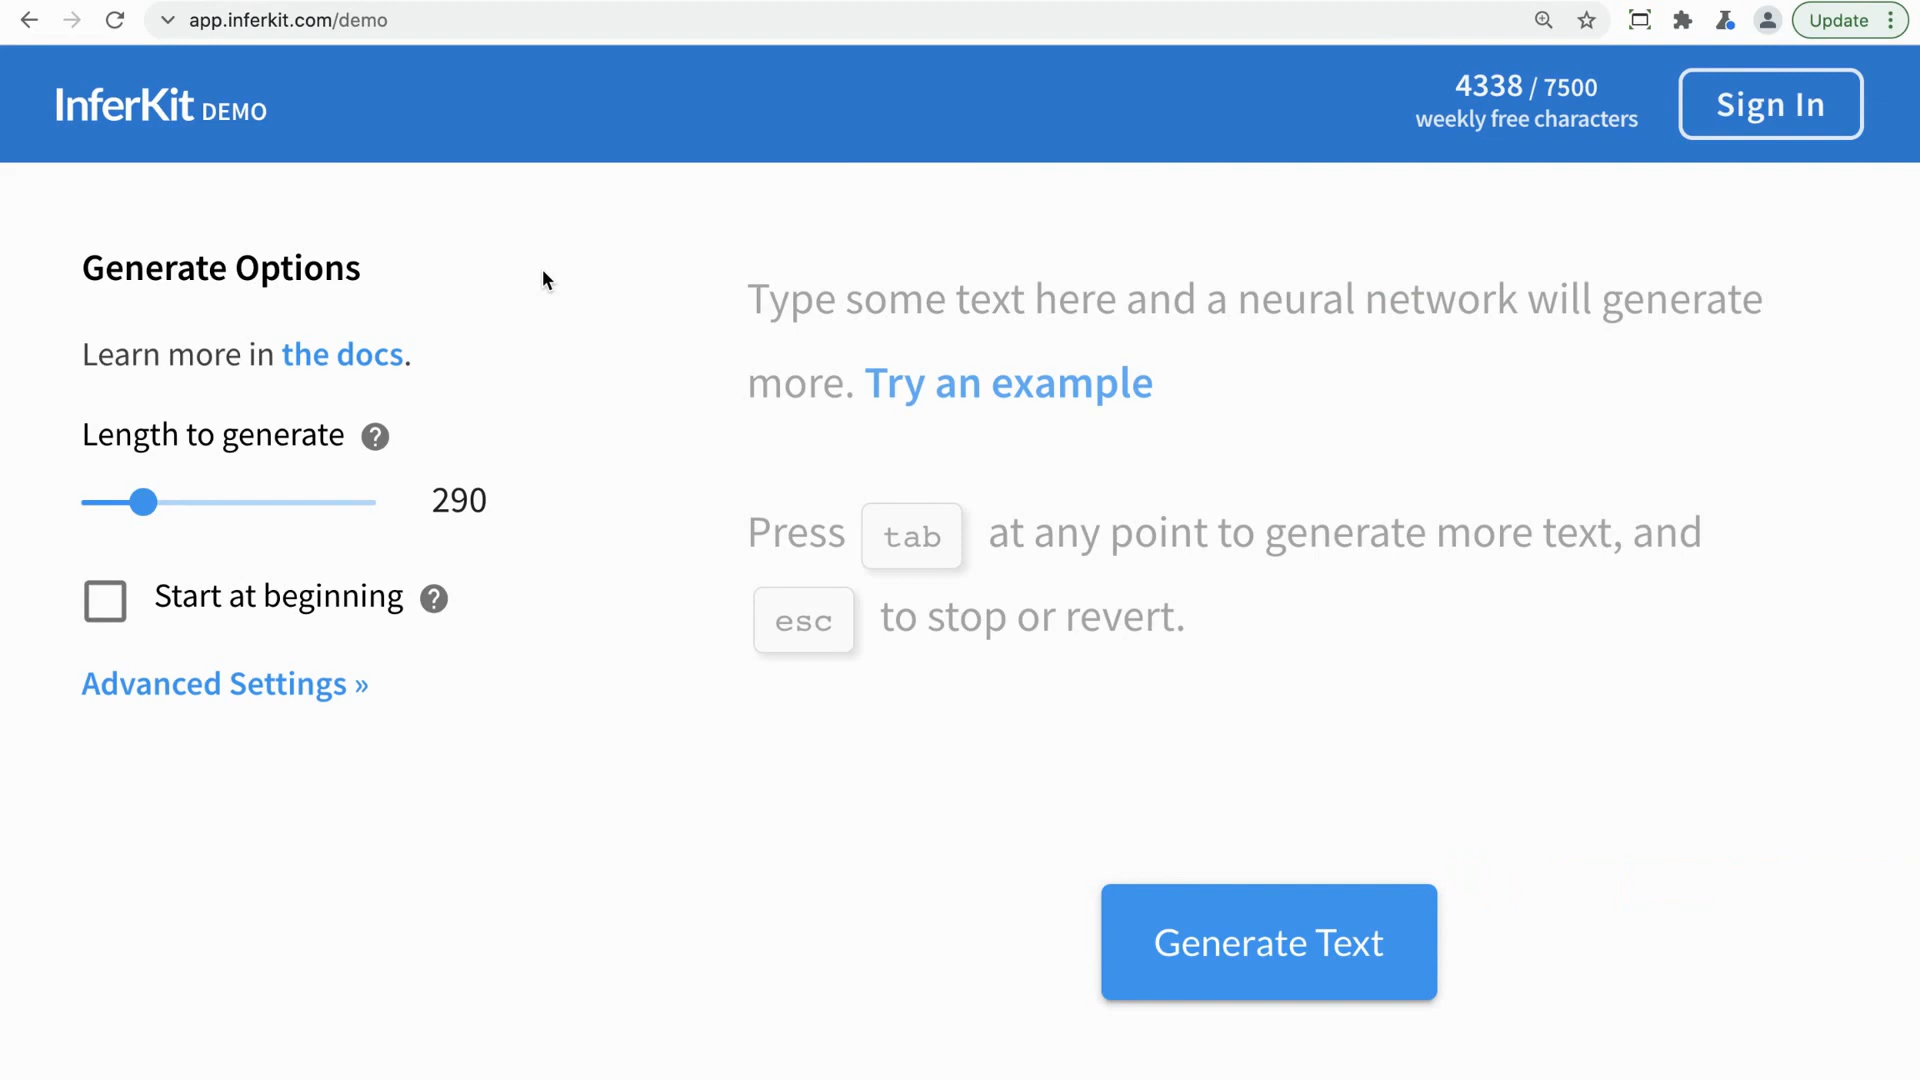 app.inferkit.com/demo
Update
InferKit DEMO
4338 / 7500
weekly free characters
Sign In
Generate Options
Learn more in the docs.
Length to generate ?
290
Start at beginning ?
Advanced Settings »
Type some text here and a neural network will generate
more. Try an example
Press tab at any point to generate more text, and
esc to stop or revert.
Generate Text